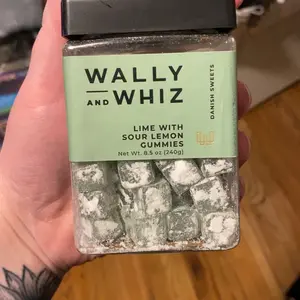 WALLY
AND WHIZ
DANISH SWEETS
LIME WITH
SOUR LEMON
GUMMIES
Net Wt. 8.5 oz (240g)